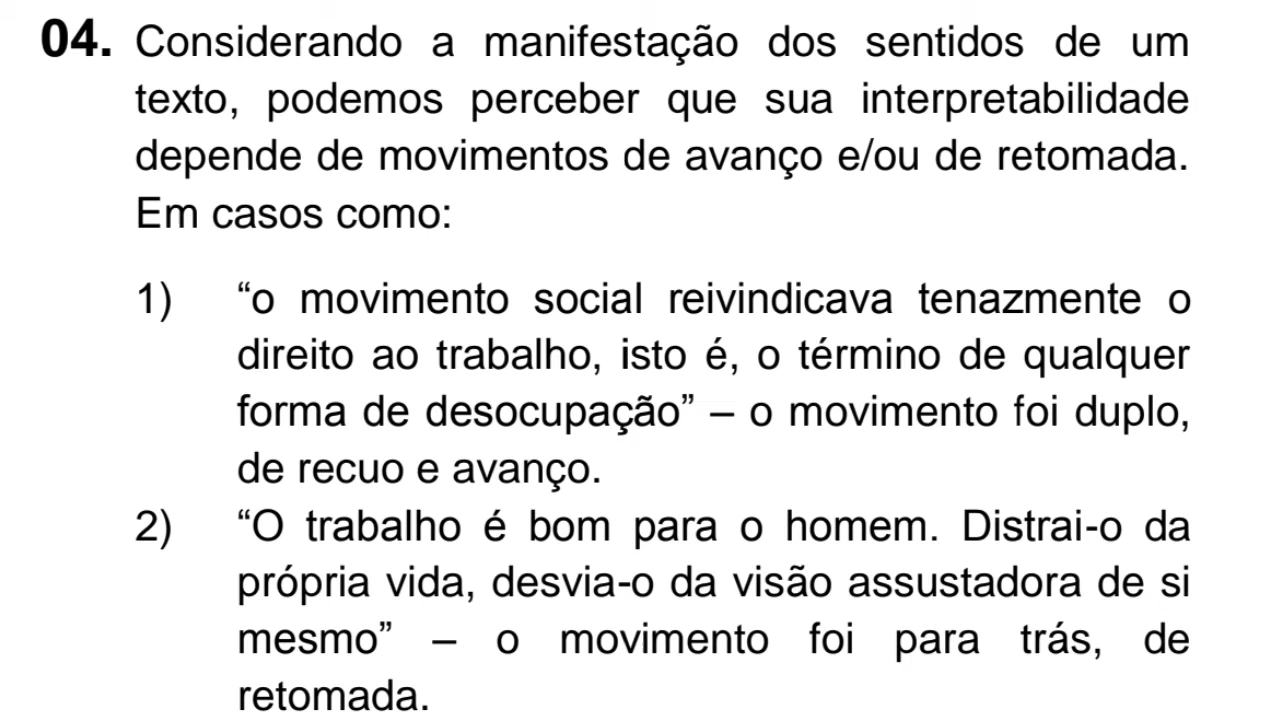 04. Considerando a manifestação dos sentidos de um
texto, podemos perceber que sua interpretabilidade
depende de movimentos de avanço e/ou de retomada.
Em casos como:
1) “o movimento social reivindicava tenazmente o
direito ao trabalho, isto é, o término de qualquer
forma de desocupação” – o movimento foi duplo,
de recuo e avanço.
2) “O trabalho é bom para o homem. Distrai-o da
própria vida, desvia-o da visão assustadora de si
mesmo” – o movimento foi para trás, de
retomada.